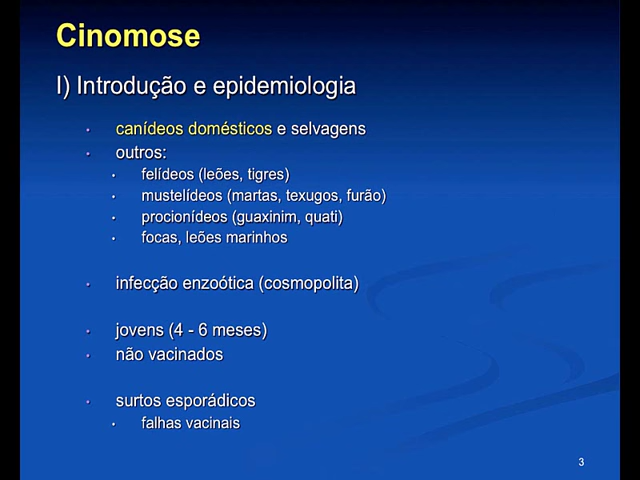 Cinomose
I) Introdução e epidemiologia
• canídeos domésticos e selvagens
• outros:
• felídeos (leões, tigres)
• mustelídeos (martas, texugos, furão)
• procionídeos (guaxinim, quati)
• focas, leões marinhos
• infecção enzoótica (cosmopolita)
• jovens (4 - 6 meses)
• não vacinados
• surtos esporádicos
• falhas vacinais
3